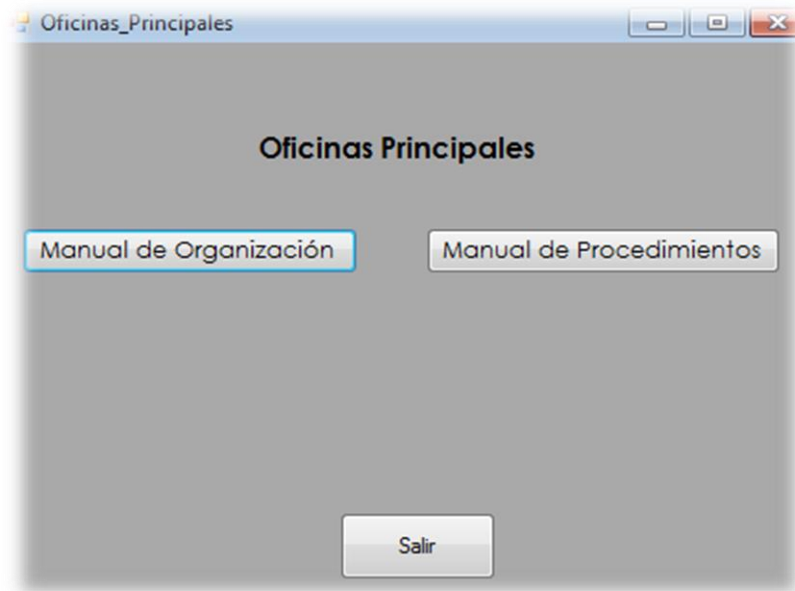 Oficinas_Principales
Oficinas Principales
Manual de Organización
Manual de Procedimientos
Salir